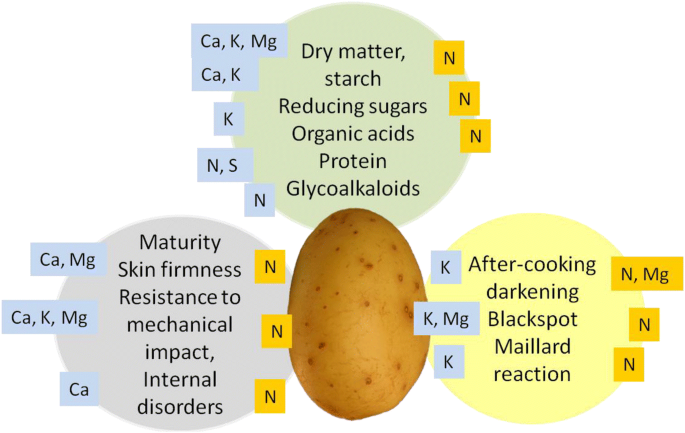 Ca, K, Mg
Dry matter,
N
Ca, K
starch
Reducing sugars
N
K
Organic acids
N
N, S
Protein
N
Glycoalkaloids
Ca, Mg
Maturity
Skin firmness
N
Ca, K, Mg
Resistance to
mechanical
N
impact,
Ca
Internal
disorders
N
K
After-cooking
N, Mg
darkening
K, Mg
Blackspot
N
K
Maillard
N
reaction